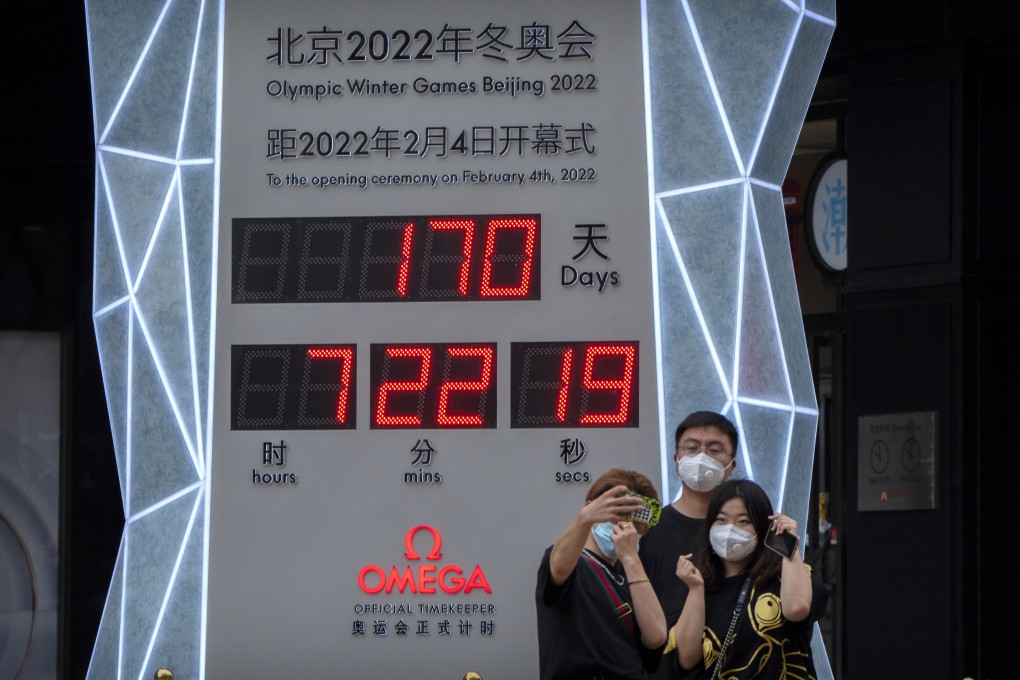 北京2022年冬奥会
Olympic Winter Games Beijing 2022
距2022年2月4日开幕式
To the opening ceremony on February 4th, 2022
170 天
Days
7 22 19
时 分 秒
hours mins secs
Ω
OMEGA
OFFICIAL TIMEKEEPER
奥运会正式计时
潮